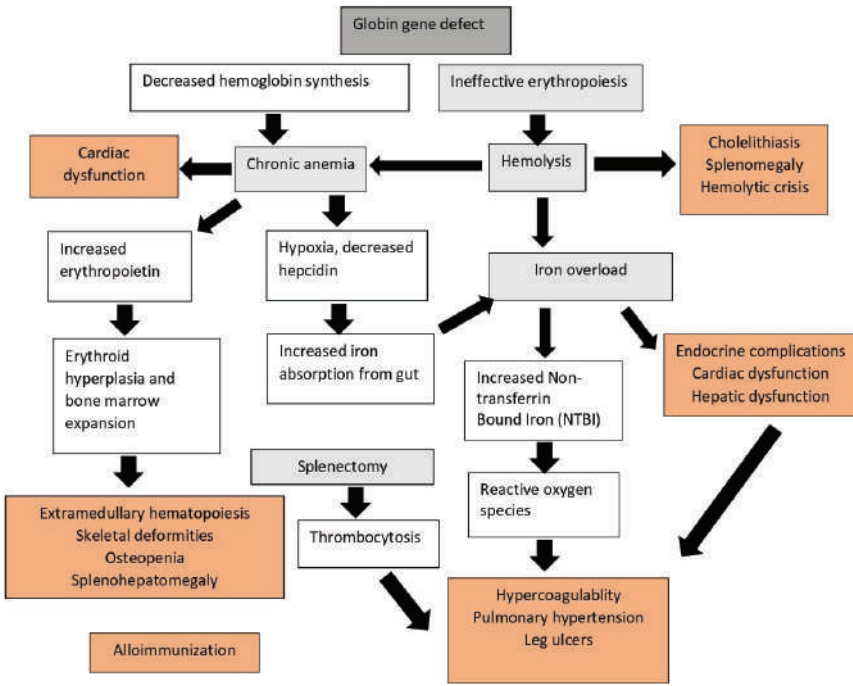 Globin gene defect
Decreased hemoglobin synthesis
Ineffective erythropoiesis
Cardiac
dysfunction
Chronic anemia
Hemolysis
Cholelithiasis
Splenomegaly
Hemolytic crisis
Increased
erythropoietin
Hypoxia, decreased
hepcidin
Iron overload
Erythroid
hyperplasia and
bone marrow
expansion
Increased iron
absorption from gut
Increased Non-
transferrin
Bound Iron (NTBI)
Endocrine complications
Cardiac dysfunction
Hepatic dysfunction
Splenectomy
Reactive oxygen
species
Extramedullary hematopoiesis
Skeletal deformities
Osteopenia
Splenohepatomegaly
Thrombocytosis
Hypercoagulablity
Pulmonary hypertension
Leg ulcers
Alloimmunization